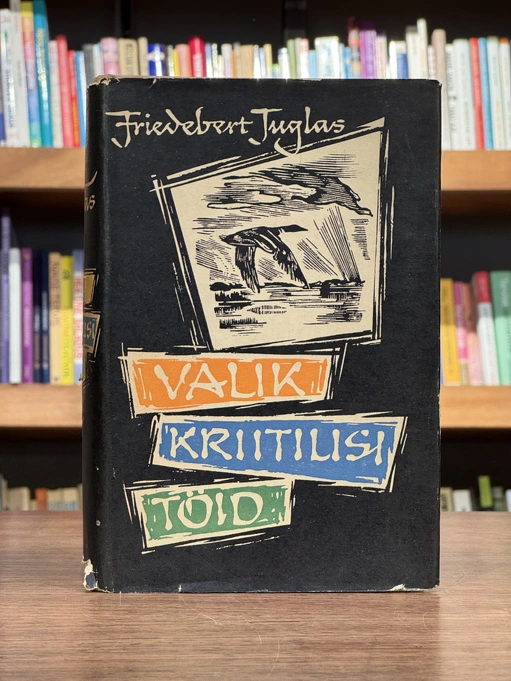 Friedebert Tuglas
VALIK
KRIITILISI
TÖID